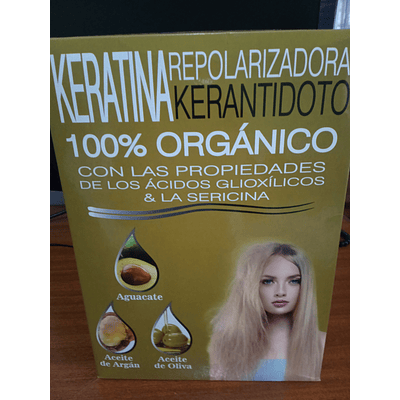 KERATINA REPOLARIZADORA
KERANTIDOTO
100% ORGÁNICO
CON LAS PROPIEDADES
DE LOS ÁCIDOS GLIOXÍLICOS
& LA SERICINA
Aguacate
Aceite
de Argán
Aceite
de Oliva